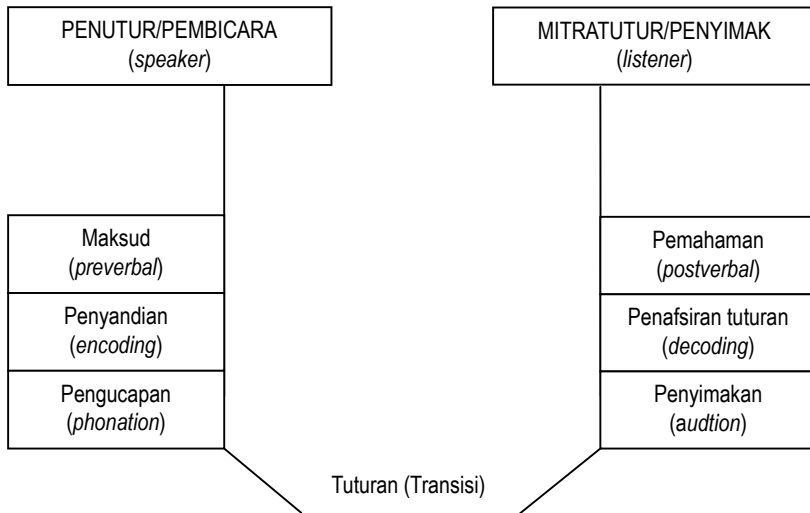 PENUTUR/PEMBICARA
(speaker)
MITRATUTUR/PENYIMAK
(listener)
Maksud
(preverbal)
Penyandian
(encoding)
Pengucapan
(phonation)
Pemahaman
(postverbal)
Penafsiran tuturan
(decoding)
Penyimakan
(audtion)
Tuturan (Transisi)